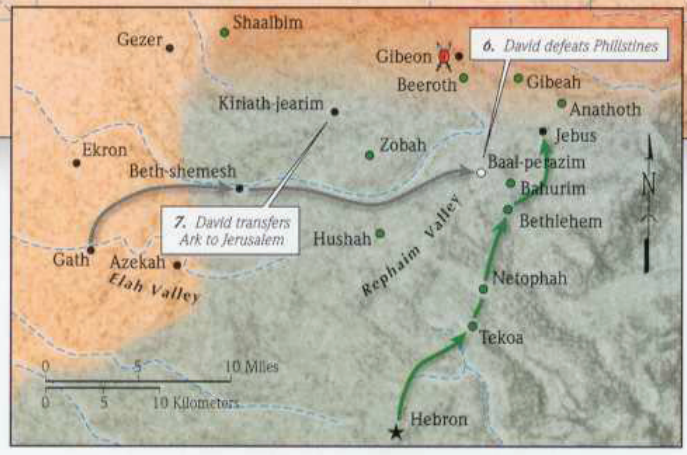 Shaalbim
Gezer
6. David defeats Philistines
Gibeon
Beeroth
Gibeah
Kiriath-jearim
Anathoth
Jebus
Ekron
Zobah
Beth-shemesh
Baal-perazim
Bahurim
7. David transfers
Ark to Jerusalem
Hushah
Rephaim Valley
Bethlehem
N
Gath
Azekah
Elah Valley
Netophah
Tekoa
0 5 10 Miles
0 5 10 Kilometers
Hebron